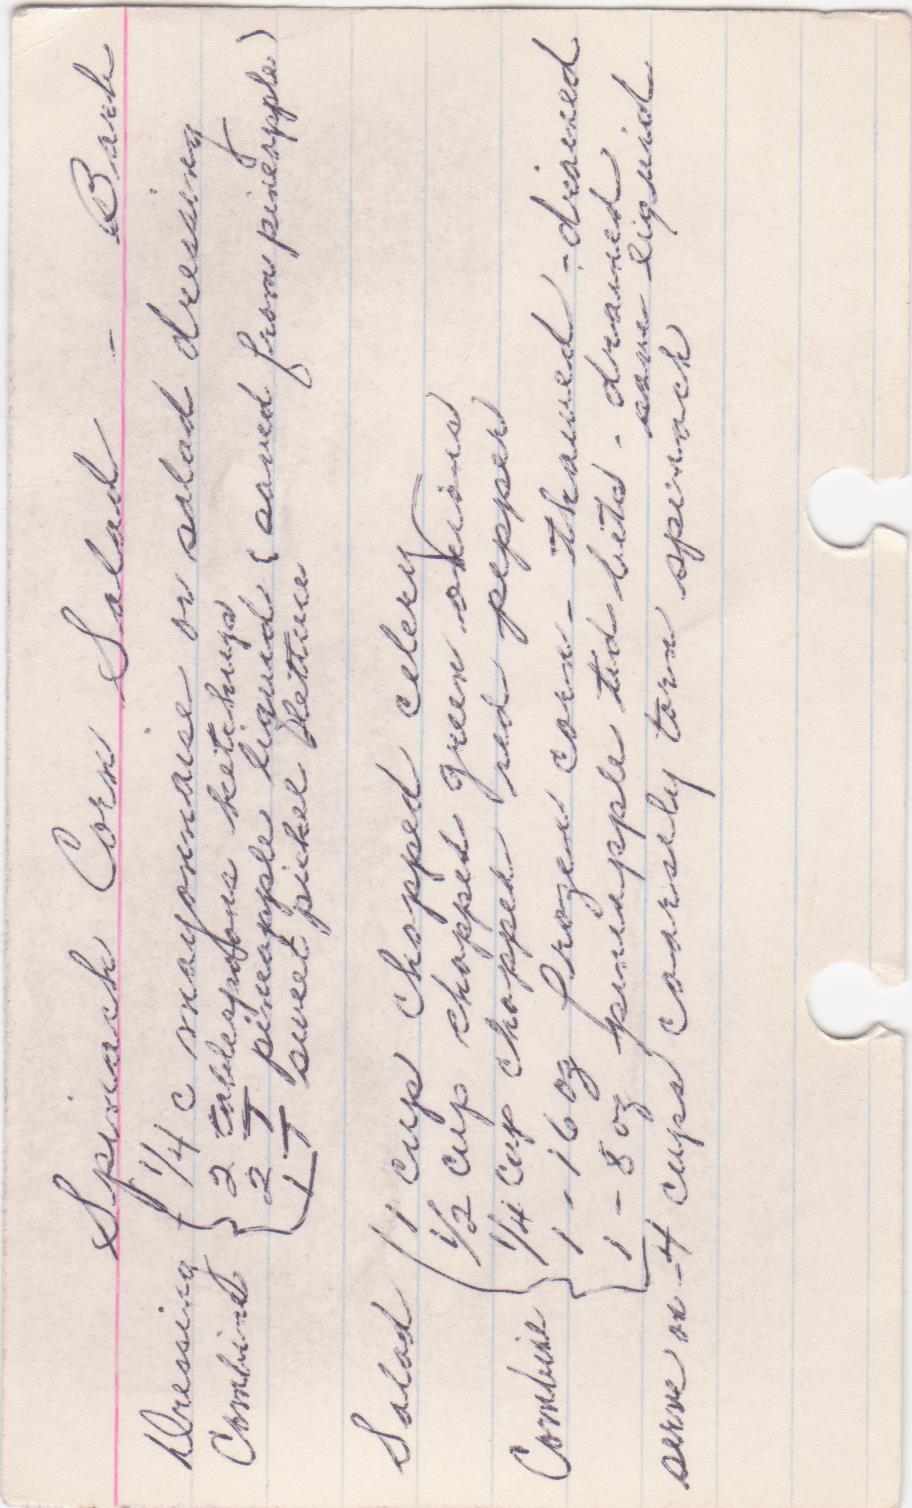 Spinach Corn Salad - Barb
Dressing 1/4 c mayonnaise or salad dressing
Combine 2 tablespoons ketchup
2 T pineapple liquid (saved from pineapple)
1 T sweet pickel
Salad 1 cup chopped celery
1/2 cup chopped green onions
1/4 cup chopped red pepper
Combine 1 - 16 oz frozen corn - thawed - drained
1 - 8 oz pineapple tid bits - drained
save liquid
serve on - 4 cups coarsely torn spinach